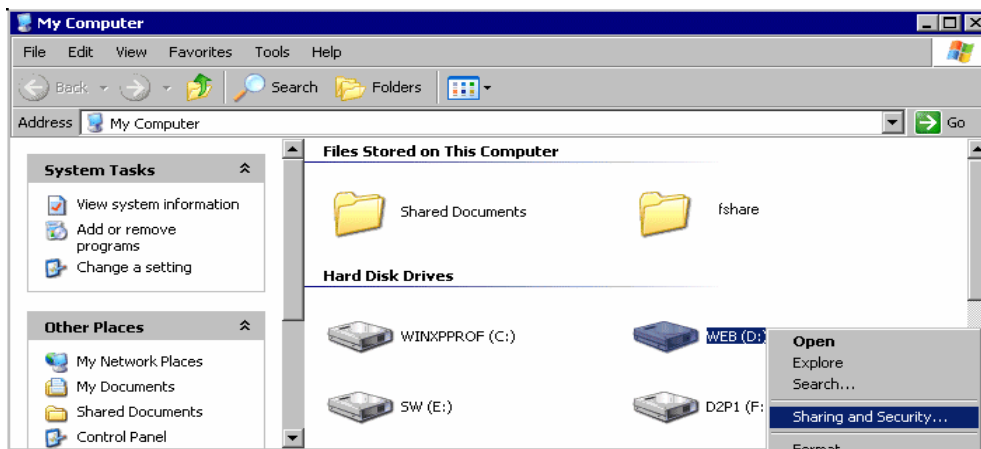 My Computer
File Edit View Favorites Tools Help
Back Search Folders
Address My Computer Go
System Tasks
View system information
Add or remove
programs
Change a setting
Other Places
My Network Places
My Documents
Shared Documents
Control Panel
Files Stored on This Computer
Shared Documents fshare
Hard Disk Drives
WINXPPROF (C:) WEB (D:)
SW (E:) D2P1 (F:
Open
Explore
Search...
Sharing and Security...
Format